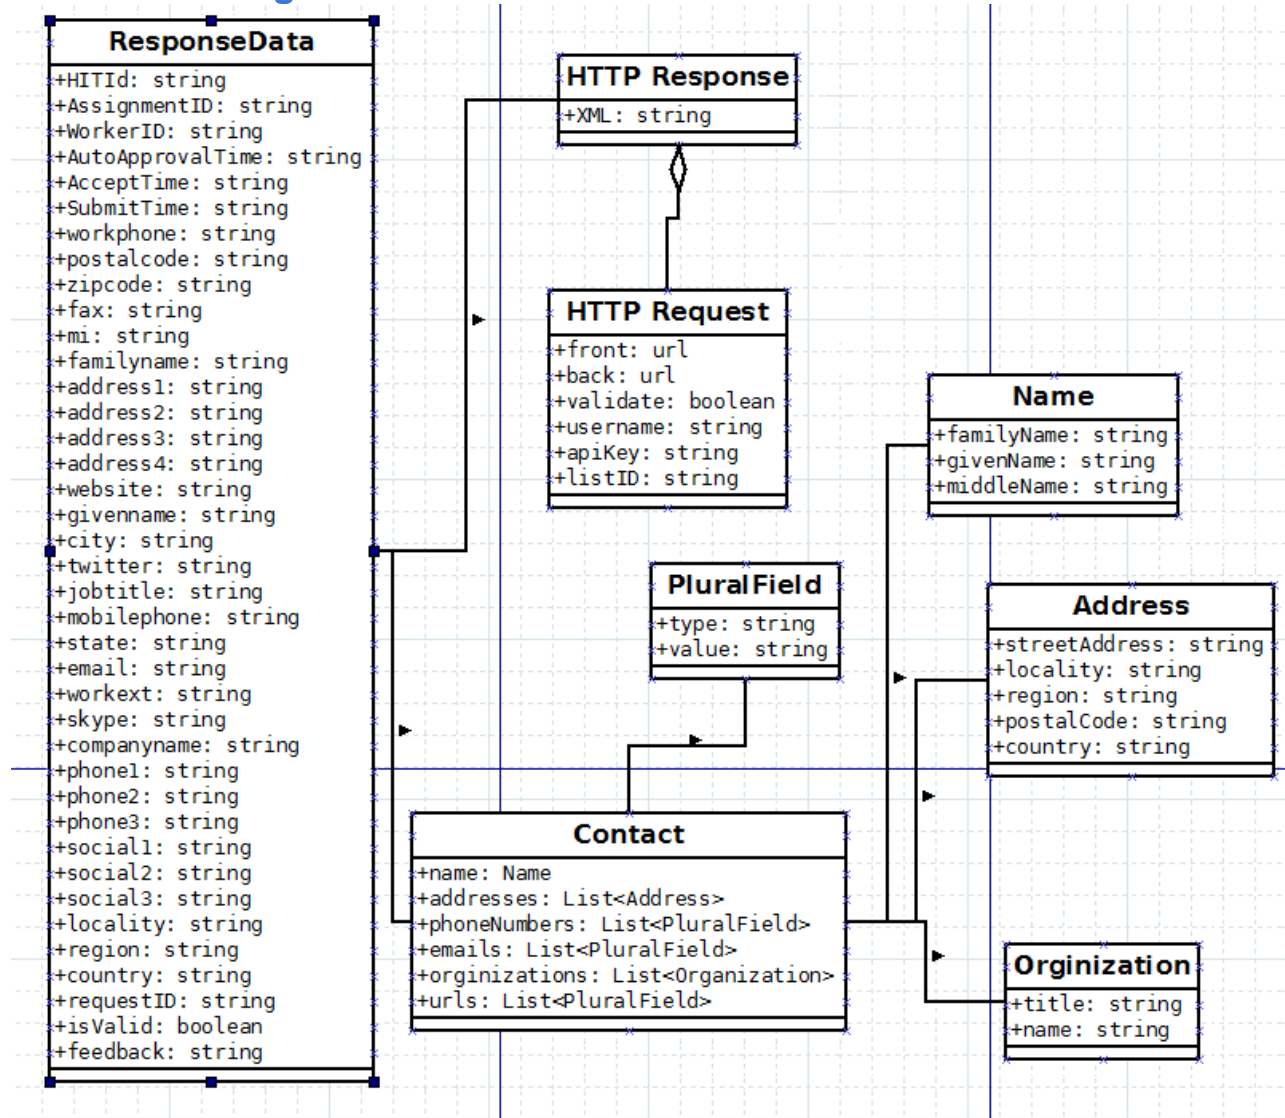 ResponseData
+HITId: string
+AssignmentID: string
+WorkerID: string
+AutoApprovalTime: string
+AcceptTime: string
+SubmitTime: string
+workphone: string
+postalcode: string
+zipcode: string
+fax: string
+mi: string
+familyname: string
+address1: string
+address2: string
+address3: string
+address4: string
+website: string
+givenname: string
+city: string
+twitter: string
+jobtitle: string
+mobilephone: string
+state: string
+email: string
+workext: string
+skype: string
+companyname: string
+phone1: string
+phone2: string
+phone3: string
+social1: string
+social2: string
+social3: string
+locality: string
+region: string
+country: string
+requestID: string
+isValid: boolean
+feedback: string
HTTP Response
+XML: string
HTTP Request
+front: url
+back: url
+validate: boolean
+username: string
+apiKey: string
+listID: string
Name
+familyName: string
+givenName: string
+middleName: string
PluralField
+type: string
+value: string
Address
+streetAddress: string
+locality: string
+region: string
+postalCode: string
+country: string
Contact
+name: Name
+addresses: List<Address>
+phoneNumbers: List<PluralField>
+emails: List<PluralField>
+orginizations: List<Organization>
+urls: List<PluralField>
Orginization
+title: string
+name: string